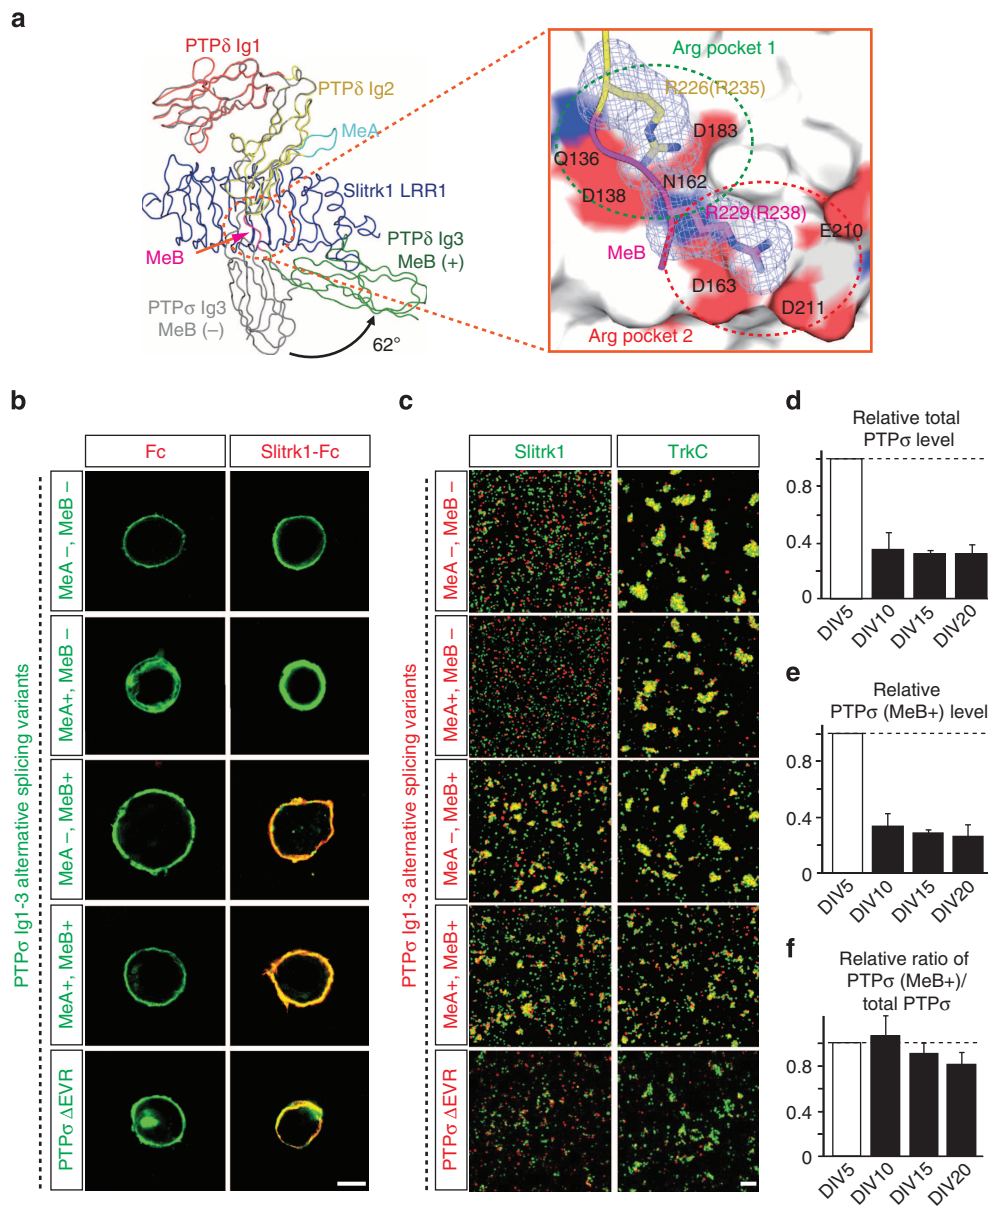 a
PTPδ Ig1
PTPδ Ig2
MeA
Slitrk1 LRR1
PTPδ Ig3
MeB (+)
MeB
PTPσ Ig3
MeB (–)
62°
Arg pocket 1
R226(R235)
D183
Q136
N162
D138
R229(R238)
E210
MeB
D163
D211
Arg pocket 2
b
Fc
Slitrk1-Fc
PTPσ Ig1-3 alternative splicing variants
MeA –, MeB –
MeA+, MeB –
MeA –, MeB+
MeA+, MeB+
PTPσ ΔEVR
c
Slitrk1
TrkC
PTPσ Ig1-3 alternative splicing variants
MeA –, MeB –
MeA+, MeB –
MeA –, MeB+
MeA+, MeB+
PTPσ ΔEVR
d
Relative total
PTPσ level
0.8
0.4
0
DIV5
DIV10
DIV15
DIV20
e
Relative
PTPσ (MeB+) level
0.8
0.4
0
DIV5
DIV10
DIV15
DIV20
f
Relative ratio of
PTPσ (MeB+)/
total PTPσ
0.8
0.4
0
DIV5
DIV10
DIV15
DIV20